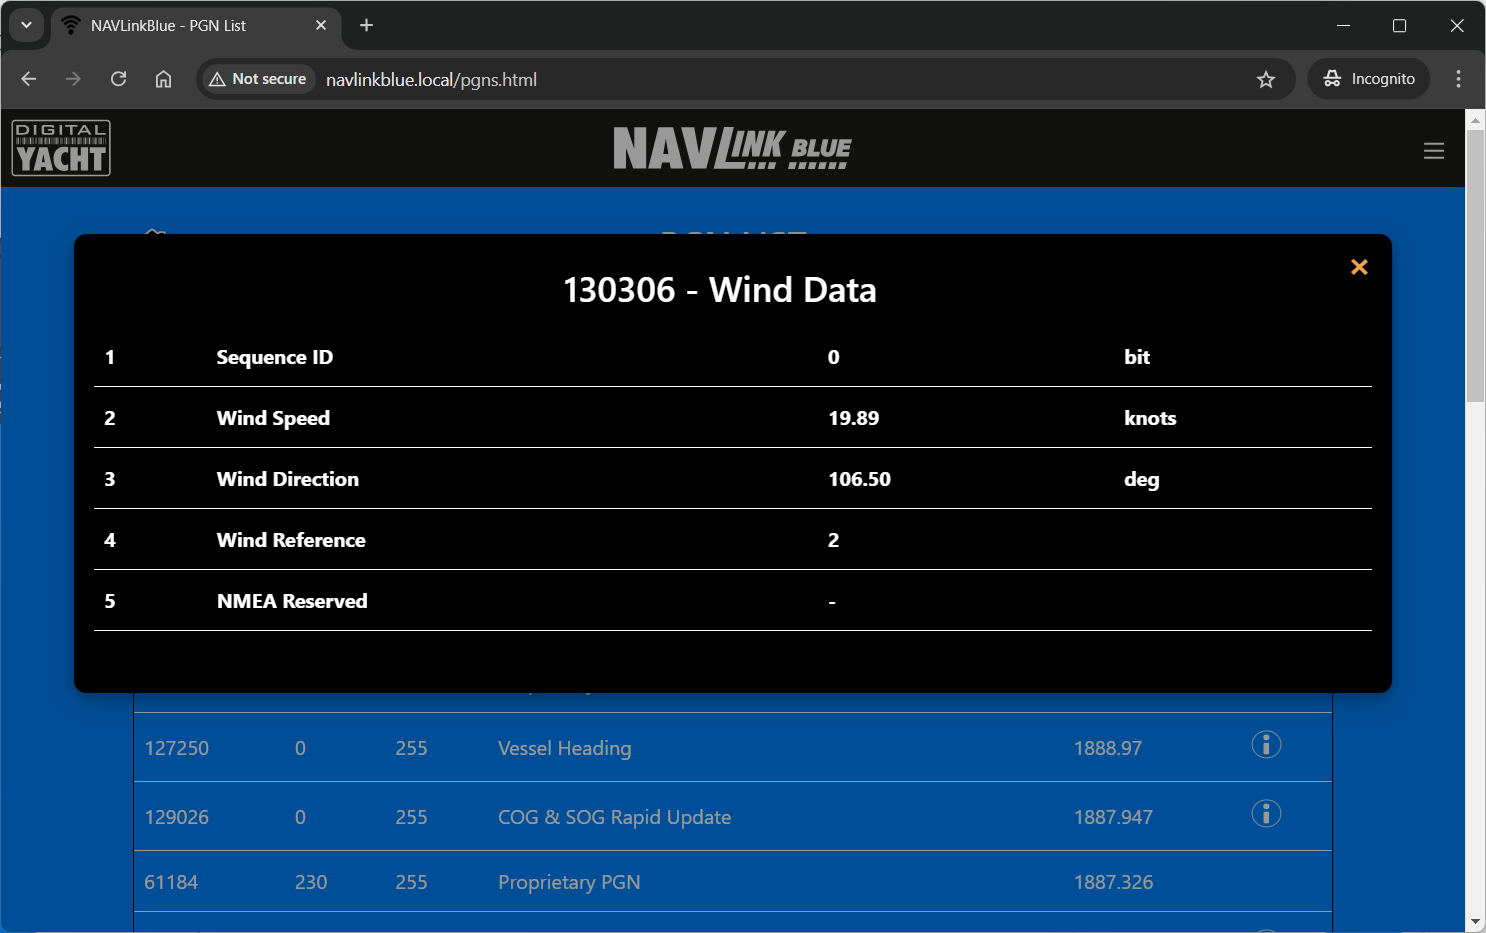 NAVLinkBlue - PGN List
Not secure navlinkblue.local/pgns.html Incognito
DIGITAL
YACHT
NAVLINK BLUE
130306 - Wind Data
1 Sequence ID 0 bit
2 Wind Speed 19.89 knots
3 Wind Direction 106.50 deg
4 Wind Reference 2
5 NMEA Reserved -
127250 0 255 Vessel Heading 1888.97
129026 0 255 COG & SOG Rapid Update 1887.947
61184 230 255 Proprietary PGN 1887.326